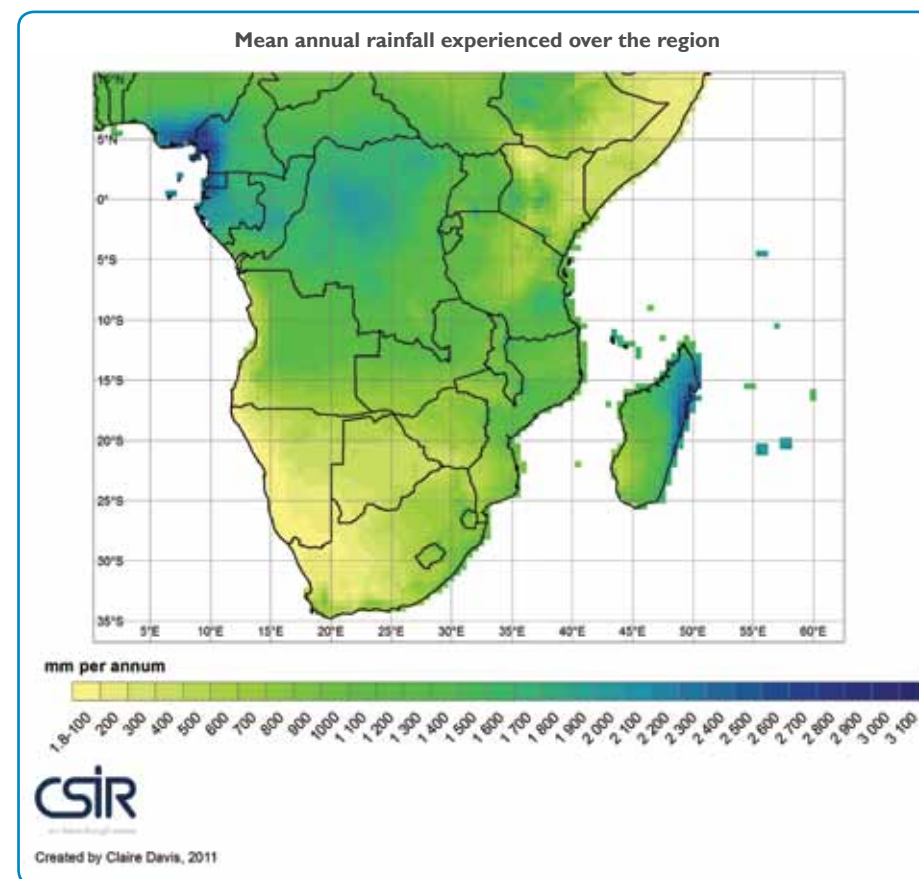 Mean annual rainfall experienced over the region
5°N
0°
5°S
10°S
15°S
20°S
25°S
30°S
35°S
5°E 10°E 15°E 20°E 25°E 30°E 35°E 40°E 45°E 50°E 55°E 60°E
mm per annum
1.8-100 200 300 400 500 600 700 800 900 1000 1 100 1 200 1 300 1 400 1 500 1 600 1 700 1 800 1 900 2 000 2 100 2 200 2 300 2 400 2 500 2 600 2 700 2 800 2 900 3 000 3 100
CSIR
Created by Claire Davis, 2011